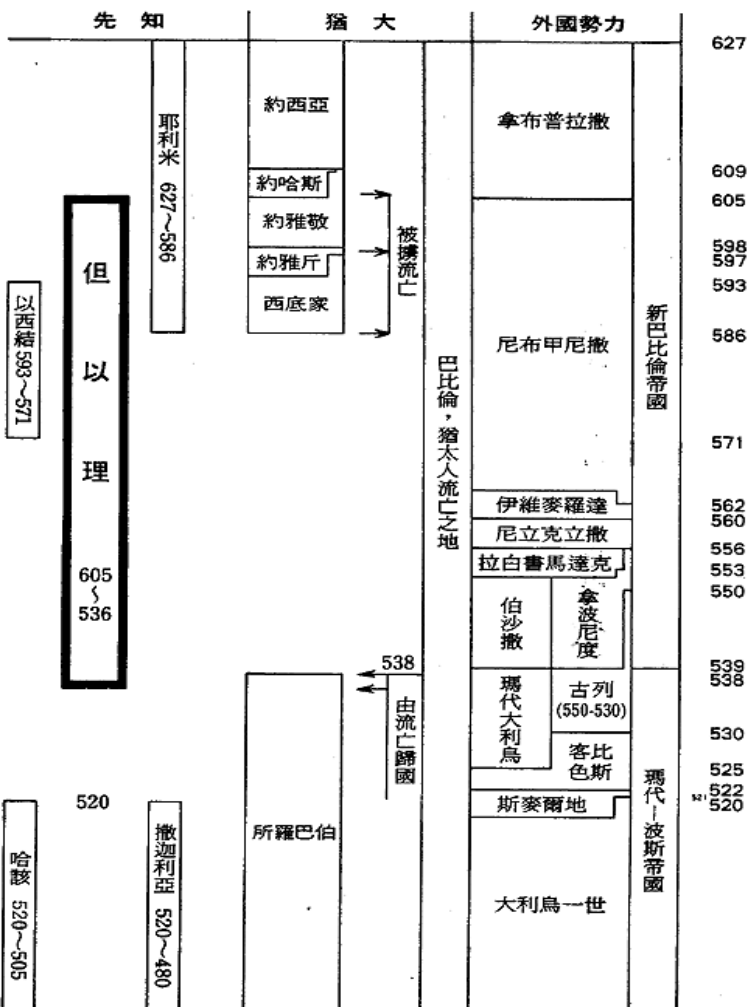 先知
猶大
外國勢力
以西結 593～571
哈該 520～505
但以理
605
～
536
520
耶利米 627～586
撒迦利亞 520～480
約西亞
約哈斯
約雅敬
約雅斤
西底家
所羅巴伯
被擄流亡
538
由流亡歸國
巴比倫，猶太人流亡之地
拿布普拉撒
尼布甲尼撒
伊維麥羅達
尼立克立撒
拉白書馬達克
伯沙撒
拿波尼度
瑪代大利烏
古列
(550-530)
客比
色斯
斯麥爾地
大利烏一世
新巴比倫帝國
瑪代—波斯帝國
627
609
605
598
597
593
586
571
562
560
556
553
550
539
538
530
525
522
521
520